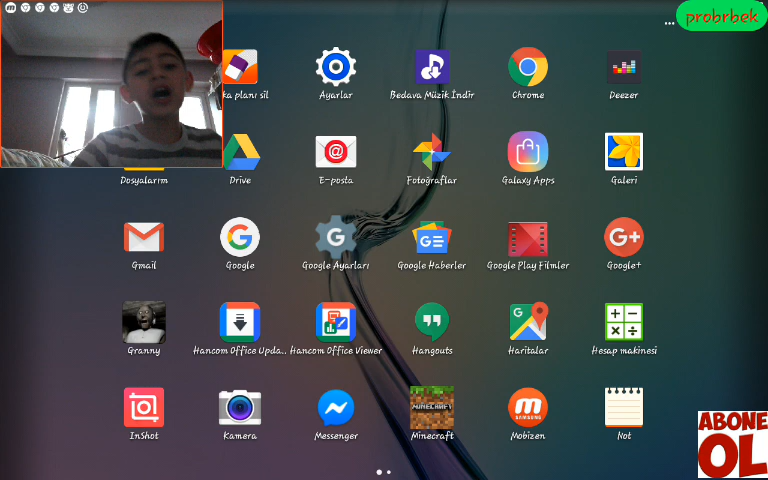 probrbek
ka planı sil
Ayarlar
Bedava Müzik İndir
Chrome
Deezer
Dosyalarım
Drive
E-posta
Fotoğraflar
Galaxy Apps
Galeri
Gmail
Google
Google Ayarları
Google Haberler
Google Play Filmler
Google+
Granny
Hancom Office Upda..
Hancom Office Viewer
Hangouts
Haritalar
Hesap makinesi
InShot
Kamera
Messenger
MINECRAFT
Minecraft
SAMSUNG
Mobizen
Not
ABONE
OL